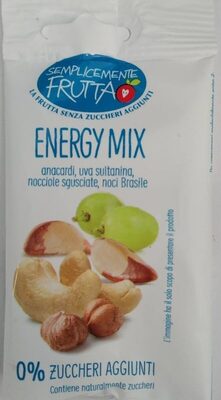 SEMPLICEMENTE
FRUTTA
LA FRUTTA SENZA ZUCCHERI AGGIUNTI
ENERGY MIX
anacardi, uva sultanina,
nocciole sgusciate, noci Brasile
L'immagine ha il solo scopo di presentare il prodotto
0% ZUCCHERI AGGIUNTI
Contiene naturalmente zuccheri